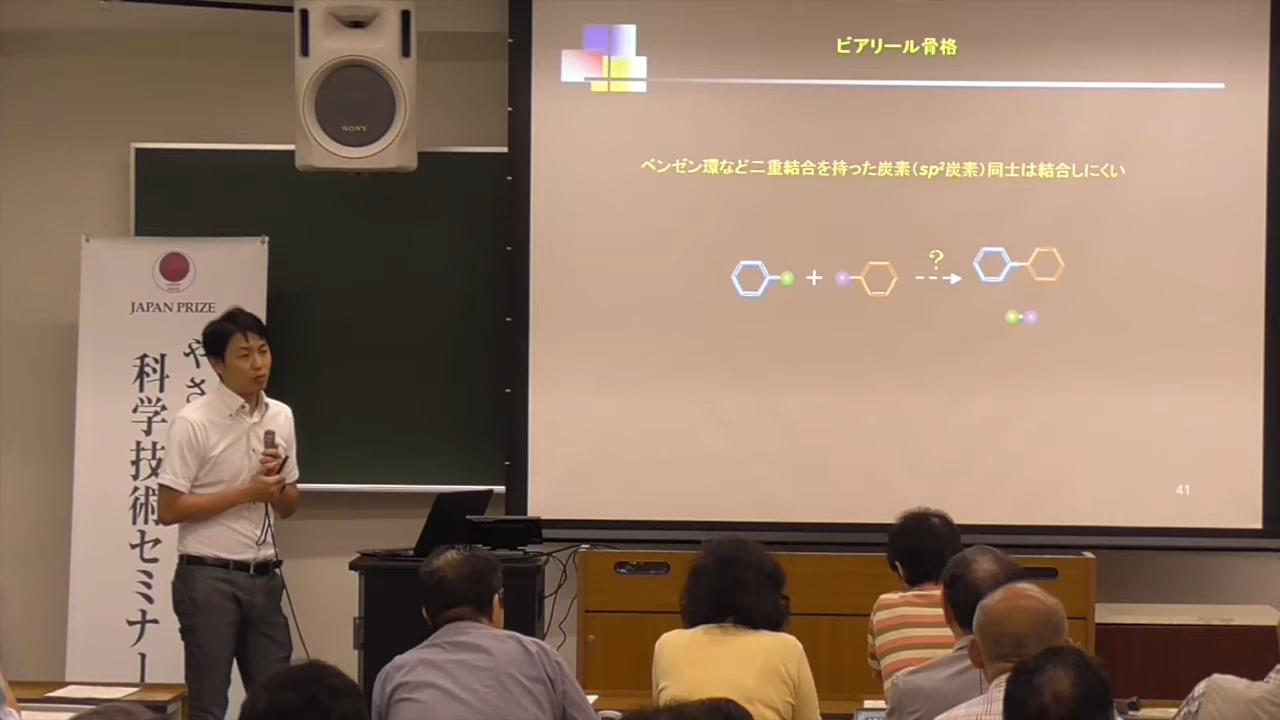 SONY
JAPAN PRIZE
やさ
科学技術セミナー
ビアリール骨格
ベンゼン環など二重結合を持った炭素(sp²炭素)同士は結合しにくい
+
?
41